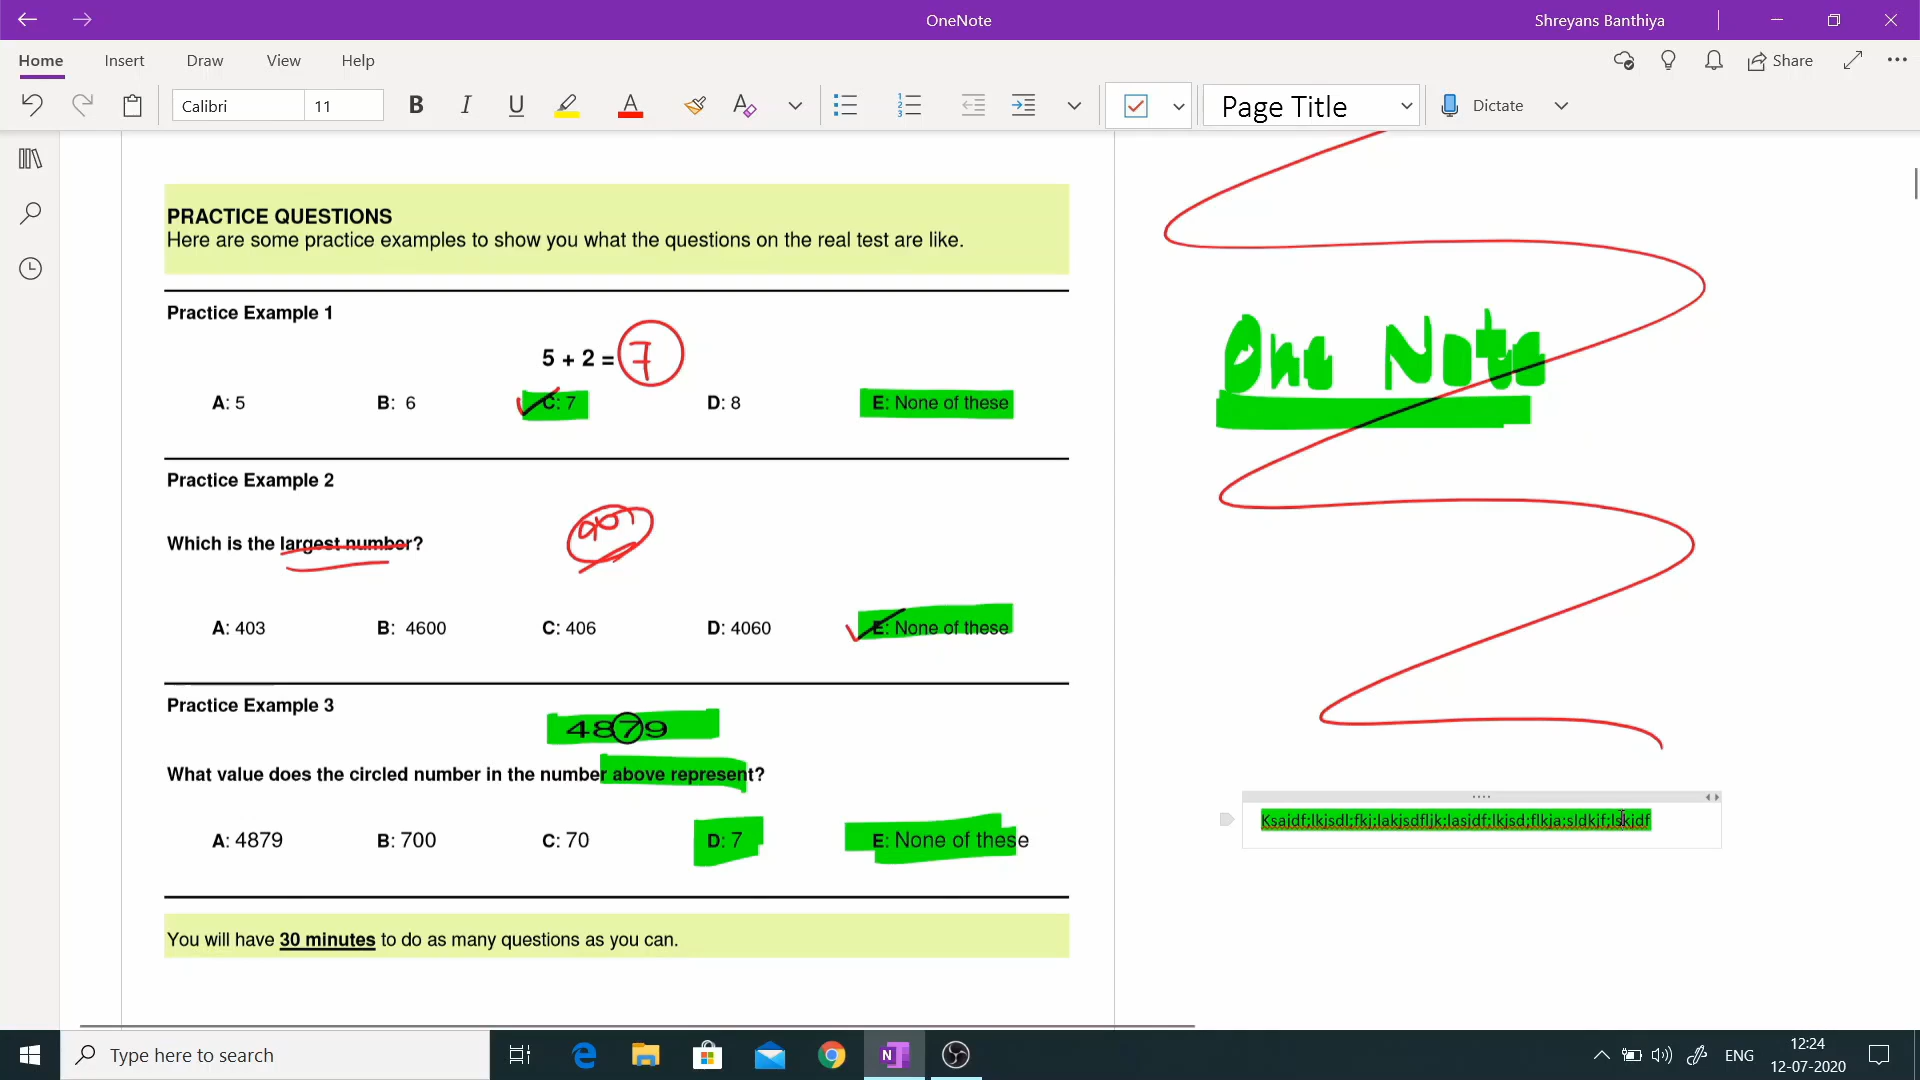 OneNote
Shreyans Banthiya
Home Insert Draw View Help
Share
Calibri 11 B I U A A Page Title Dictate
PRACTICE QUESTIONS
Here are some practice examples to show you what the questions on the real test are like.
Practice Example 1
5 + 2 = 7
A: 5 B: 6 C: 7 D: 8 E: None of these
One Note
Practice Example 2
Which is the largest number?
A: 403 B: 4600 C: 406 D: 4060 E: None of these
Practice Example 3
4879
What value does the circled number in the number above represent?
A: 4879 B: 700 C: 70 D: 7 E: None of these
Ksajdf;lkjsdl;fkj;lakjsdfljk;lasjdf;lkjsd,flkja;sldkjf;lskjdf
You will have 30 minutes to do as many questions as you can.
Type here to search
ENG
12:24
12-07-2020